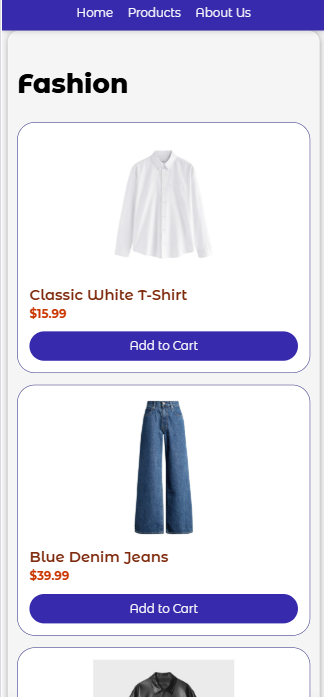 Home Products About Us
Fashion
Classic White T-Shirt
$15.99
Add to Cart
Blue Denim Jeans
$39.99
Add to Cart